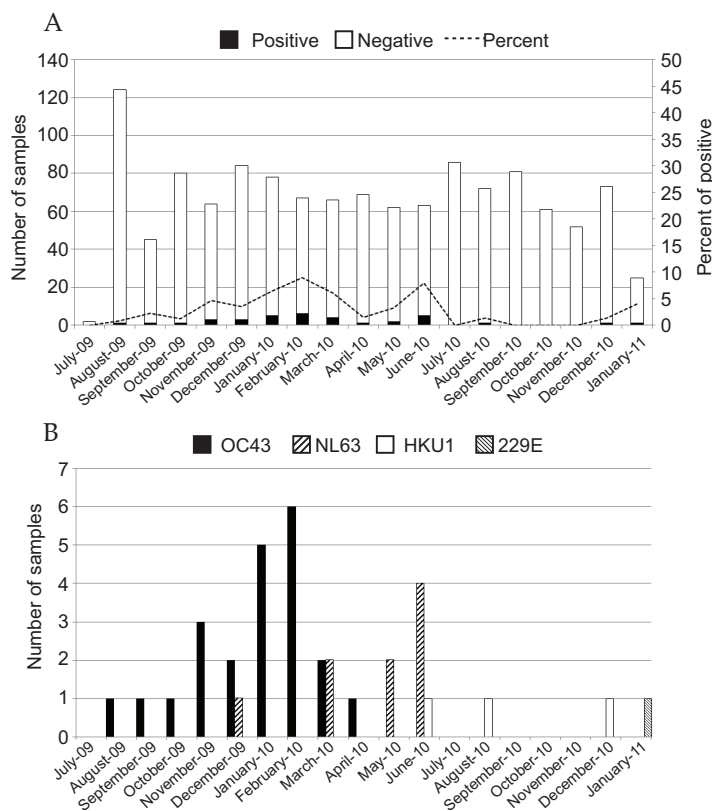 A
Positive Negative Percent
Number of samples
140
120
100
80
60
40
20
0
50
45
40
35
30
25
20
15
10
5
0
Percent of positive
July-09
August-09
September-09
October-09
November-09
December-09
January-10
February-10
March-10
April-10
May-10
June-10
July-10
August-10
September-10
October-10
November-10
December-10
January-11
B
OC43 NL63 HKU1 229E
Number of samples
7
6
5
4
3
2
1
0
July-09
August-09
September-09
October-09
November-09
December-09
January-10
February-10
March-10
April-10
May-10
June-10
July-10
August-10
September-10
October-10
November-10
December-10
January-11